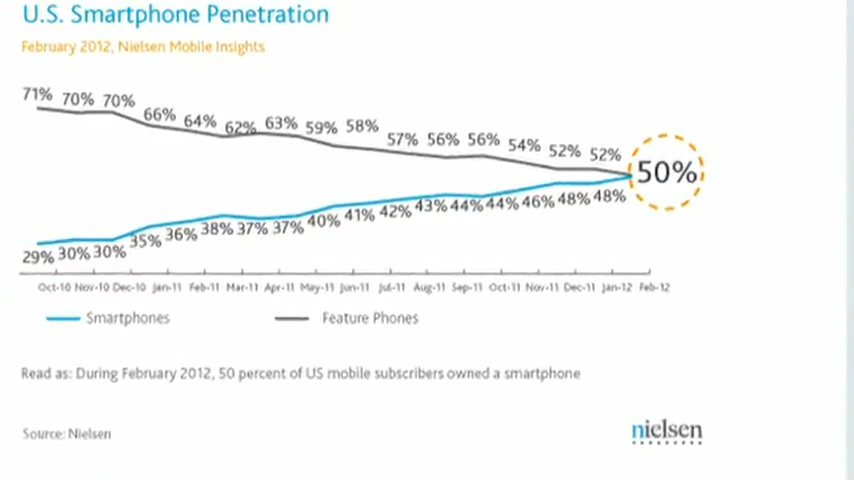 U.S. Smartphone Penetration
February 2012, Nielsen Mobile Insights
71% 70% 70% 66% 64% 62% 63% 59% 58% 57% 56% 56% 54% 52% 52%
50%
29% 30% 30% 35% 36% 38% 37% 37% 40% 41% 42% 43% 44% 44% 46% 48% 48%
Oct-10 Nov-10 Dec-10 Jan-11 Feb-11 Mar-11 Apr-11 May-11 Jun-11 Jul-11 Aug-11 Sep-11 Oct-11 Nov-11 Dec-11 Jan-12 Feb-12
Smartphones Feature Phones
Read as: During February 2012, 50 percent of US mobile subscribers owned a smartphone
Source: Nielsen
nielsen